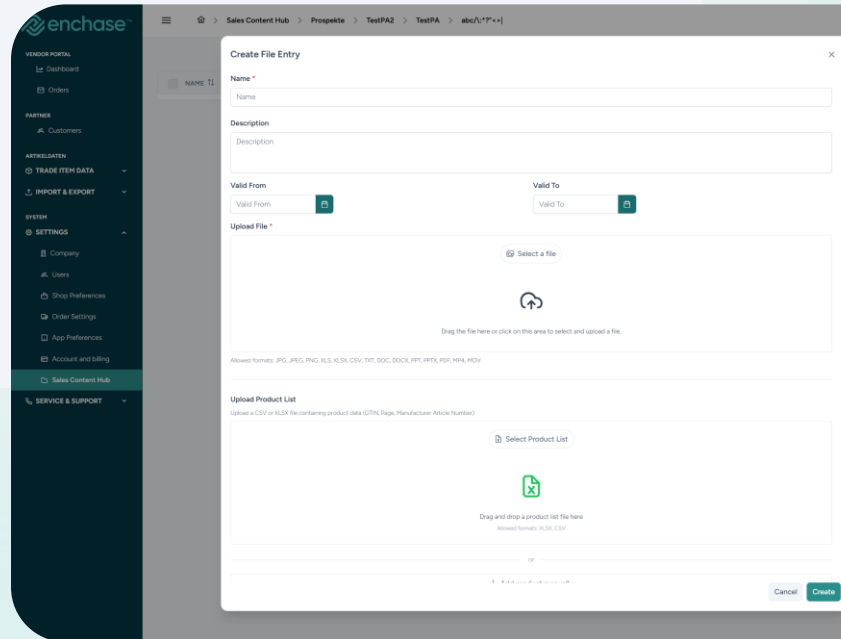 enchase™
VENDOR PORTAL
Dashboard
Orders
PARTNER
Customers
ARTIKELDATEN
TRADE ITEM DATA
IMPORT & EXPORT
SYSTEM
SETTINGS
Company
Users
Shop Preferences
Order Settings
App Preferences
Account and billing
Sales Content Hub
SERVICE & SUPPORT
Sales Content Hub > Prospekte > TestPA2 > TestPA > abc/\:*?"<>|
NAME
Create File Entry
Name *
Name
Description
Description
Valid From Valid To
Valid From Valid To
Upload File *
Select a file
Drag the file here or click on this area to select and upload a file.
Allowed formats: JPG, JPEG, PNG, XLS, XLSX, CSV, TXT, DOC, DOCX, PPT, PPTX, PDF, MP4, MOV
Upload Product List
Upload a CSV or XLSX file containing product data (GTIN, Page, Manufacturer Article Number)
Select Product List
Drag and drop a product list file here
Allowed formats: XLSX, CSV
or
Cancel Create